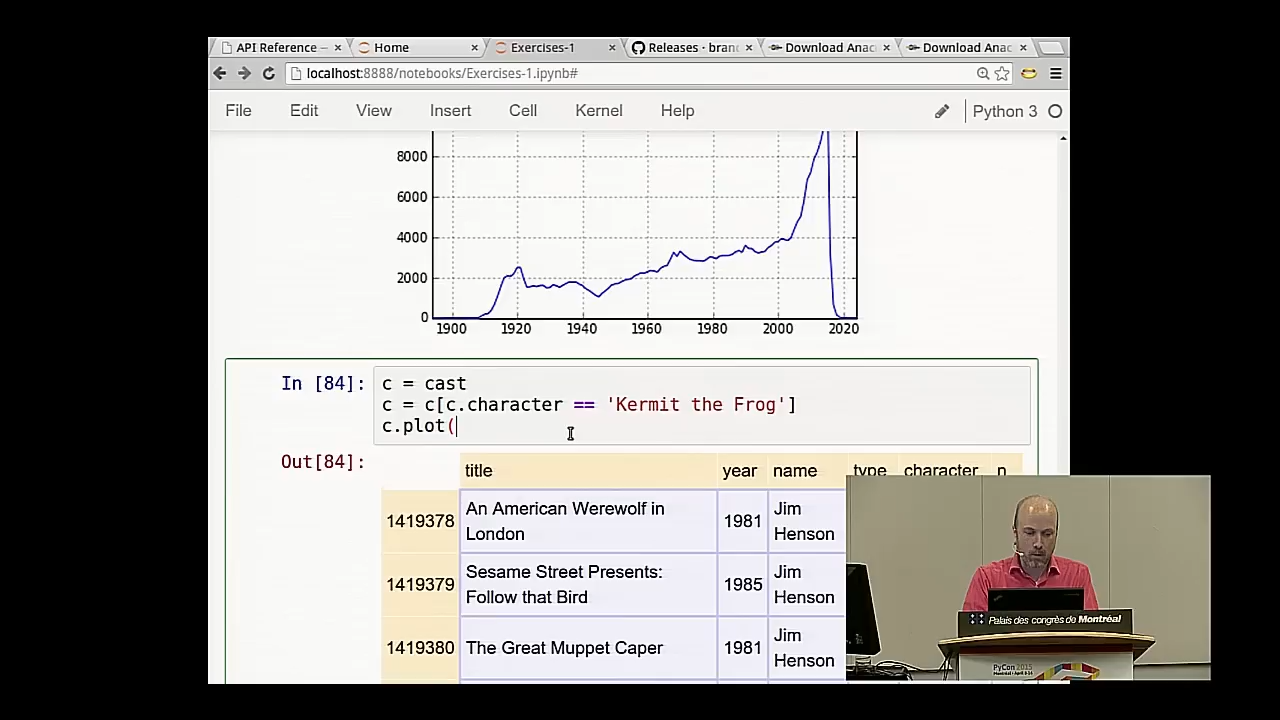 API Reference –
Home
Exercises-1
Releases · bran
Download Anac
Download Anac
localhost:8888/notebooks/Exercises-1.ipynb#
File Edit View Insert Cell Kernel Help
Python 3
8000
6000
4000
2000
0
1900 1920 1940 1960 1980 2000 2020
In [84]:
c = cast
c = c[c.character == 'Kermit the Frog']
c.plot(
Out[84]:
title year name type character n
1419378 An American Werewolf in London 1981 Jim Henson
1419379 Sesame Street Presents: Follow that Bird 1985 Jim Henson
1419380 The Great Muppet Caper 1981 Jim Henson
Palais des congrès de Montréal
PyCon 2015